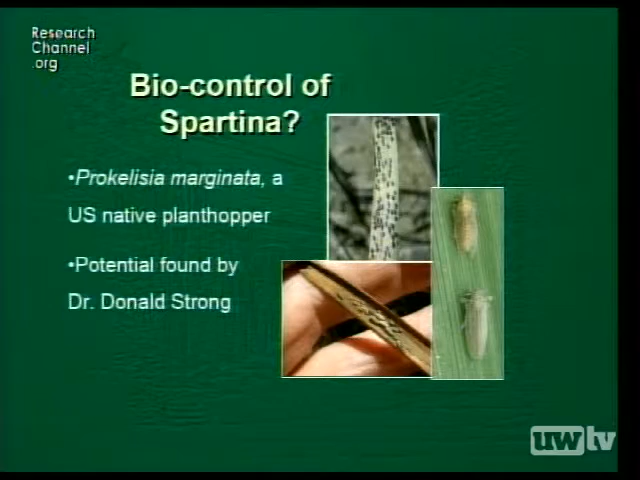 Research
Channel
.org
Bio-control of
Spartina?
•Prokelisia marginata, a
US native planthopper
•Potential found by
Dr. Donald Strong
uwtv